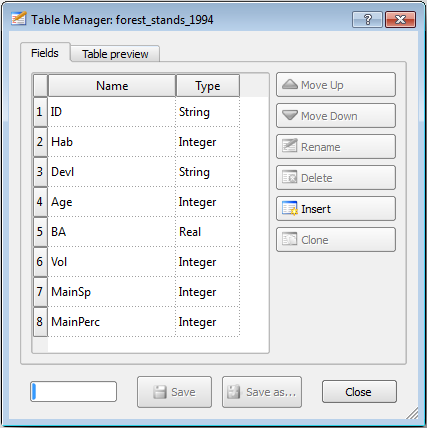 Table Manager: forest_stands_1994
Fields Table preview
Name Type
1 ID String
2 Hab Integer
3 Devl String
4 Age Integer
5 BA Real
6 Vol Integer
7 MainSp Integer
8 MainPerc Integer
Move Up
Move Down
Rename
Delete
Insert
Clone
Save Save as... Close